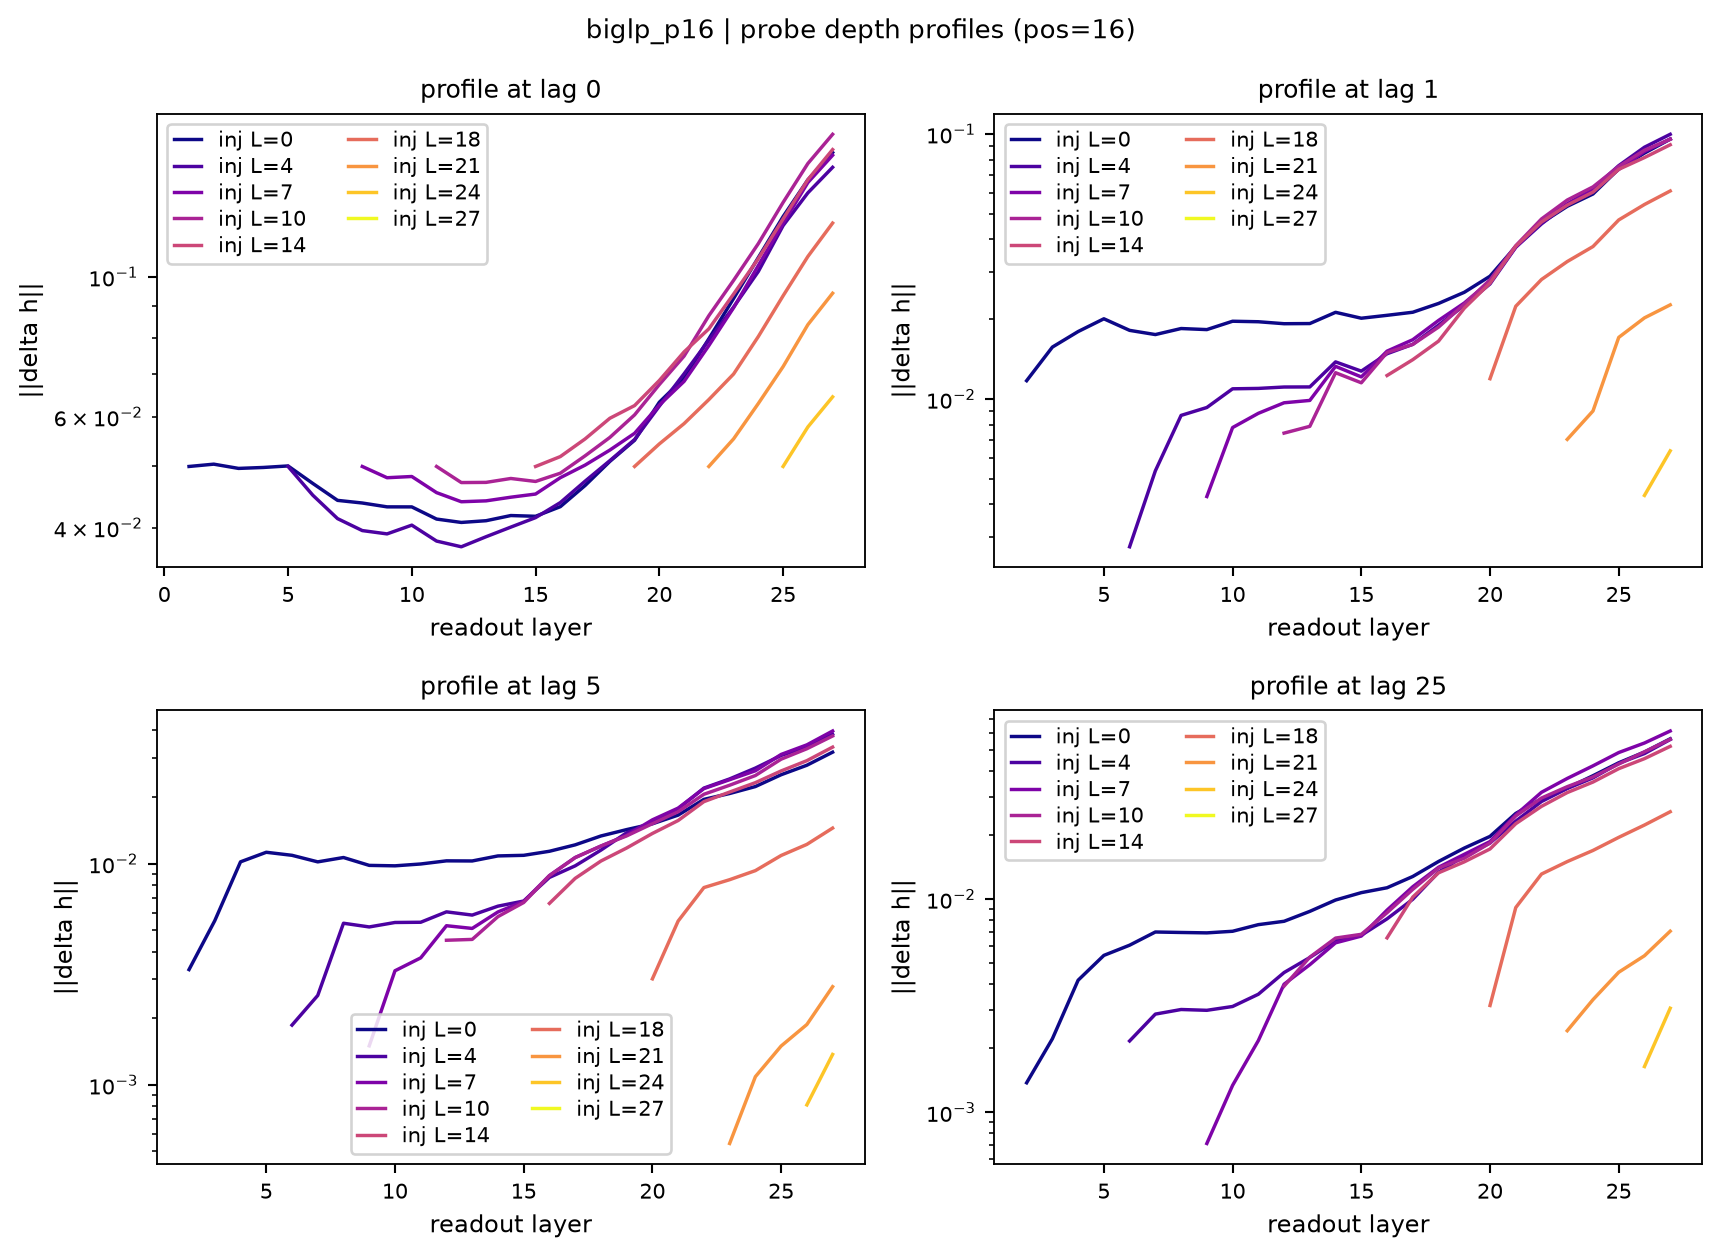 biglp_p16 | probe depth profiles (pos=16)
profile at lag 0
||delta h||
10⁻¹
6 × 10⁻²
4 × 10⁻²
inj L=0
inj L=4
inj L=7
inj L=10
inj L=14
inj L=18
inj L=21
inj L=24
inj L=27
0 5 10 15 20 25
readout layer
profile at lag 1
||delta h||
10⁻¹
10⁻²
inj L=0
inj L=4
inj L=7
inj L=10
inj L=14
inj L=18
inj L=21
inj L=24
inj L=27
5 10 15 20 25
readout layer
profile at lag 5
||delta h||
10⁻²
10⁻³
inj L=0
inj L=4
inj L=7
inj L=10
inj L=14
inj L=18
inj L=21
inj L=24
inj L=27
5 10 15 20 25
readout layer
profile at lag 25
||delta h||
10⁻²
10⁻³
inj L=0
inj L=4
inj L=7
inj L=10
inj L=14
inj L=18
inj L=21
inj L=24
inj L=27
5 10 15 20 25
readout layer